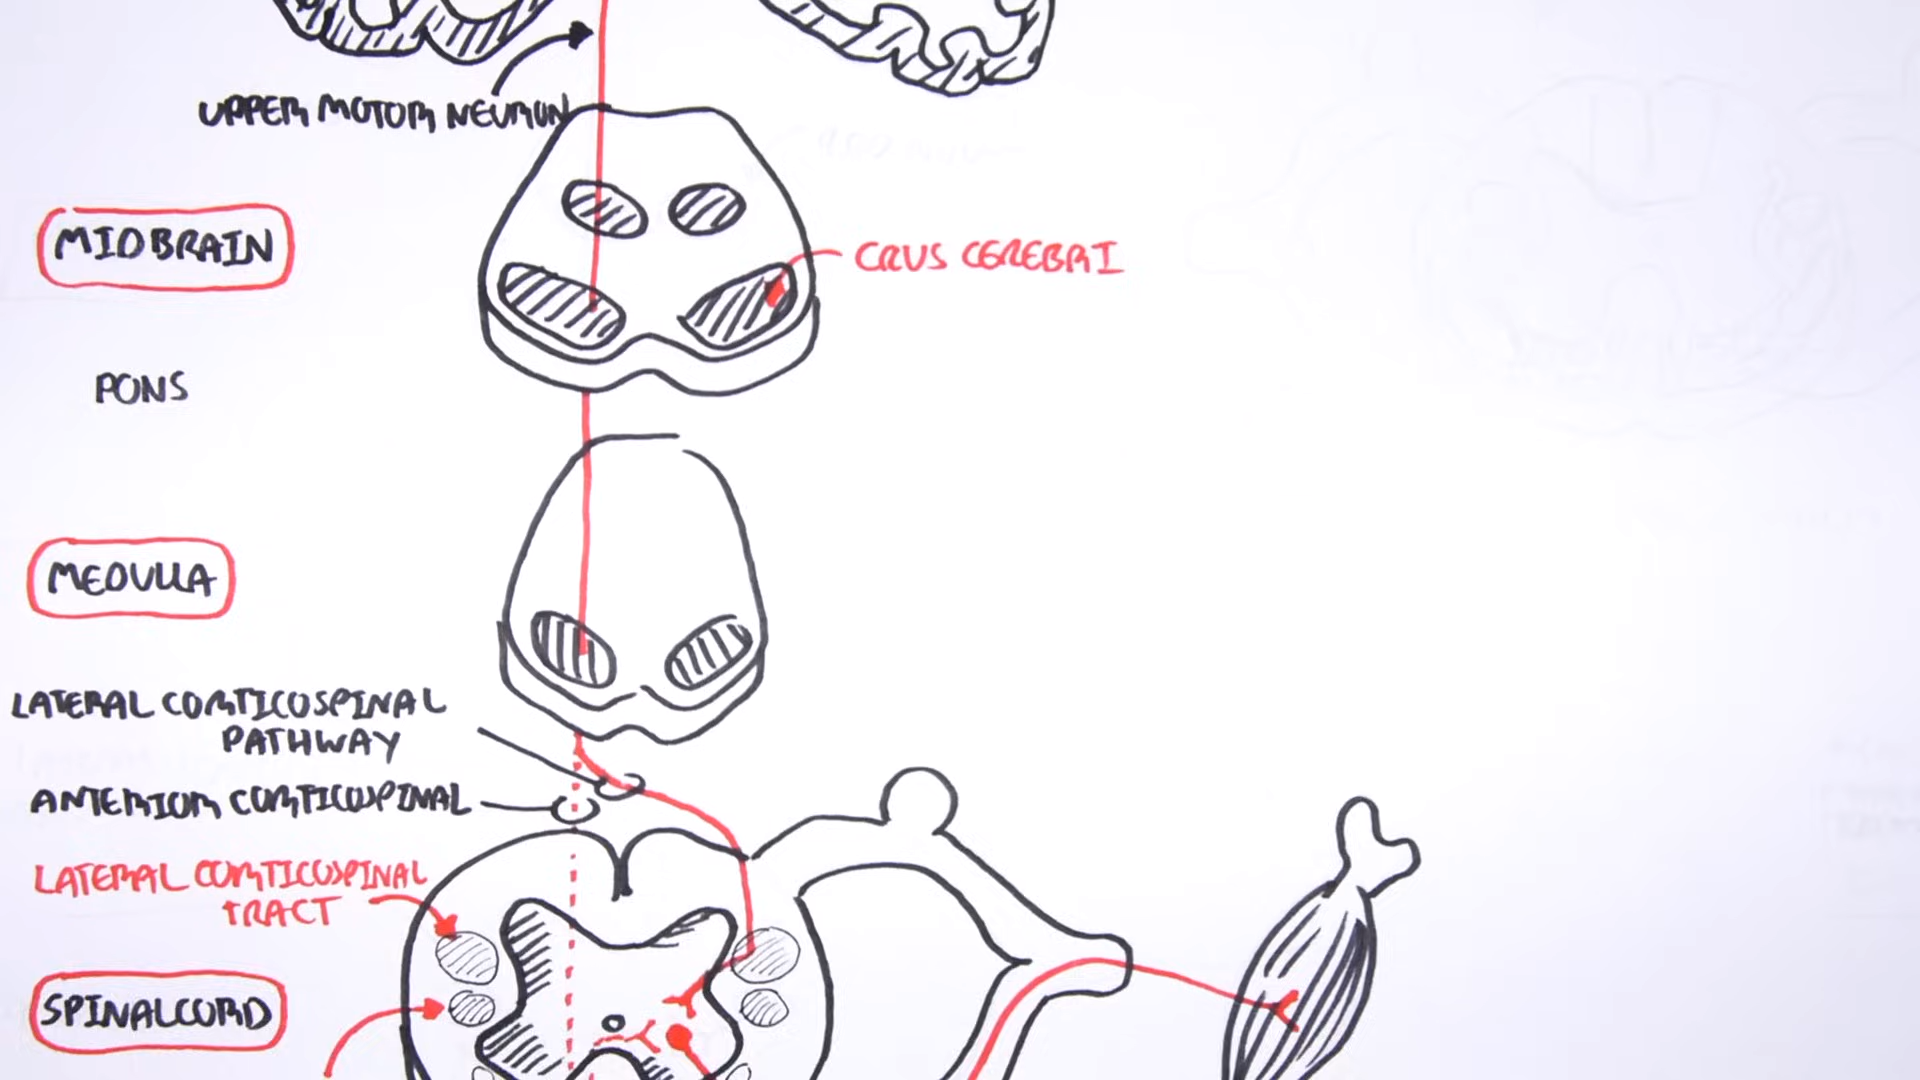 UPPER MOTOR NEURON
MIDBRAIN
CRUS CEREBRI
PONS
MEDULLA
LATERAL CORTICOSPINAL
PATHWAY
ANTERIOR CORTICOSPINAL
LATERAL CORTICOSPINAL
TRACT
SPINALCORD